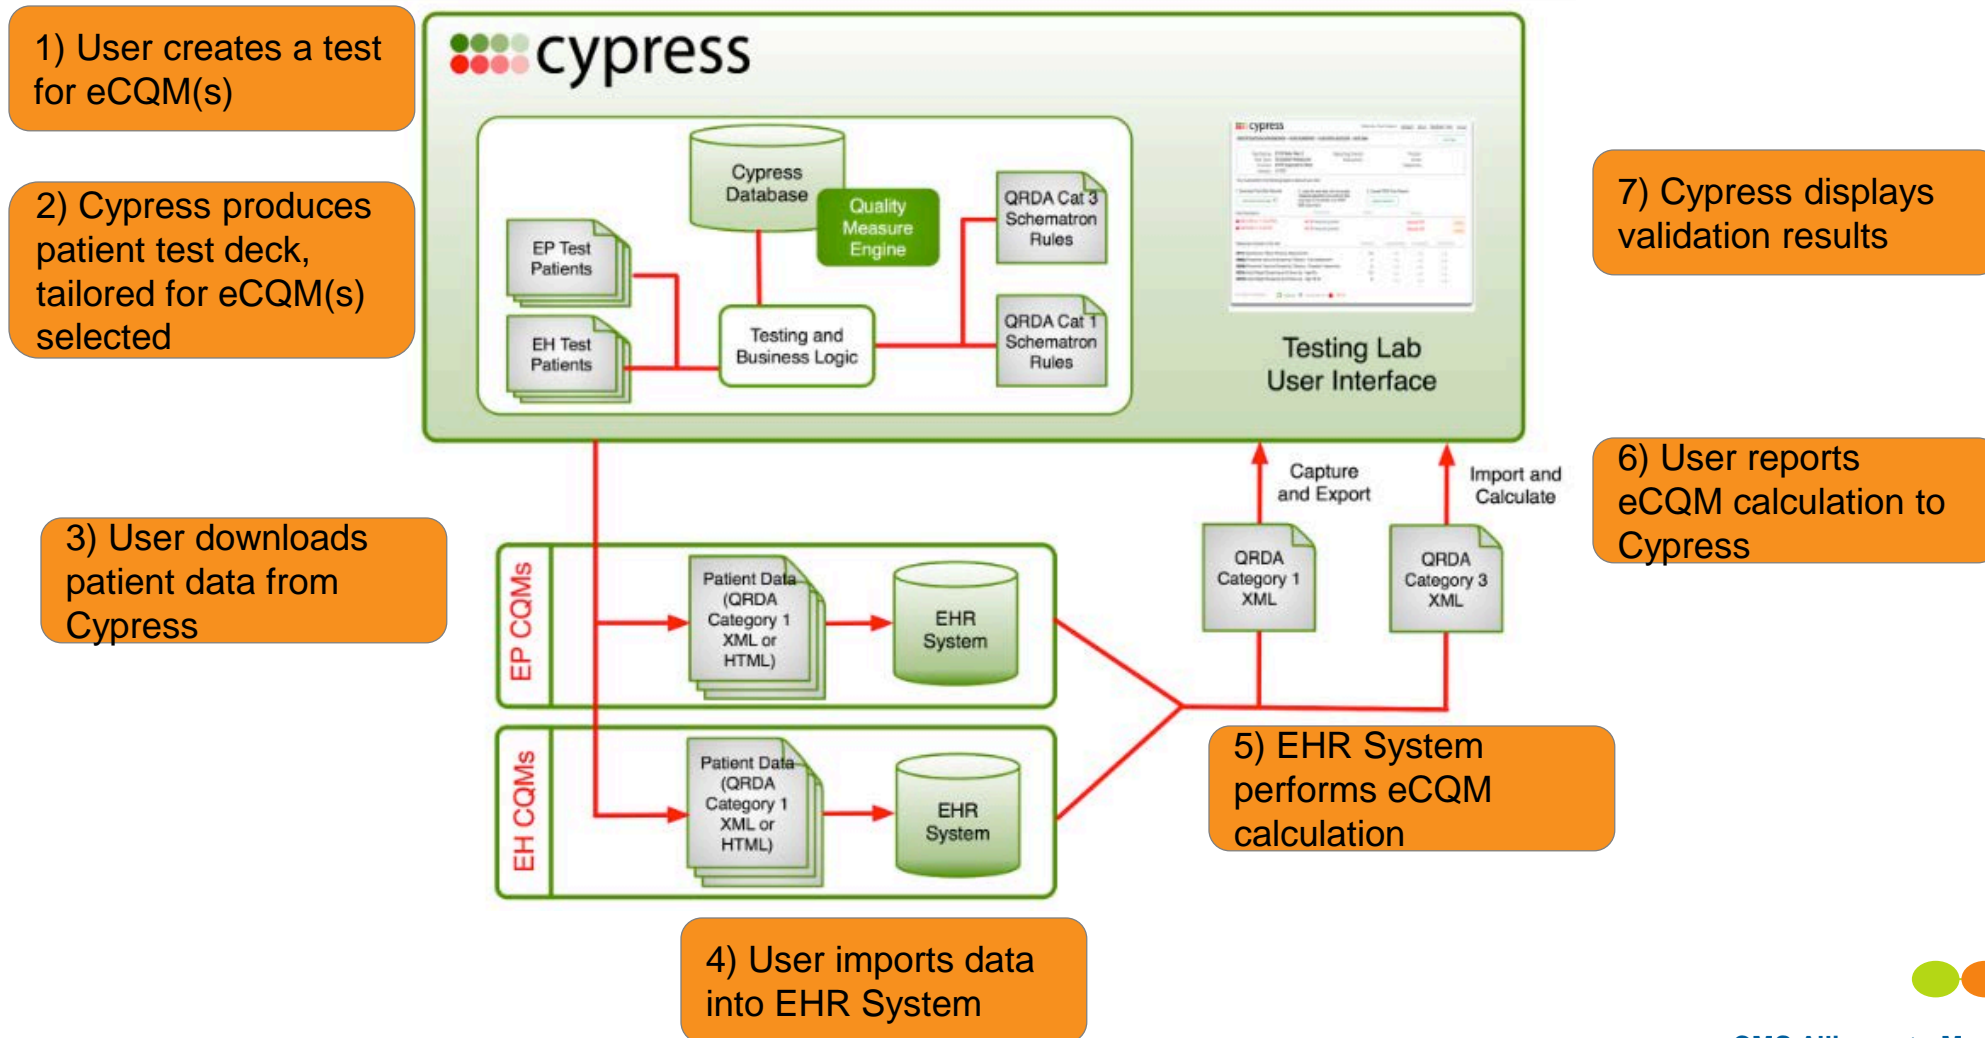 1) User creates a test
for eCQM(s)
2) Cypress produces
patient test deck,
tailored for eCQM(s)
selected
3) User downloads
patient data from
Cypress
cypress
Cypress
Database
Quality
Measure
Engine
EP Test
Patients
EH Test
Patients
Testing and
Business Logic
QRDA Cat 3
Schematron
Rules
QRDA Cat 1
Schematron
Rules
cypress
Testing Lab
User Interface
7) Cypress displays
validation results
6) User reports
eCQM calculation to
Cypress
Capture
and Export
Import and
Calculate
QRDA
Category 1
XML
QRDA
Category 3
XML
EP CQMs
Patient Data
(QRDA
Category 1
XML or
HTML)
EHR
System
EH CQMs
Patient Data
(QRDA
Category 1
XML or
HTML)
EHR
System
5) EHR System
performs eCQM
calculation
4) User imports data
into EHR System